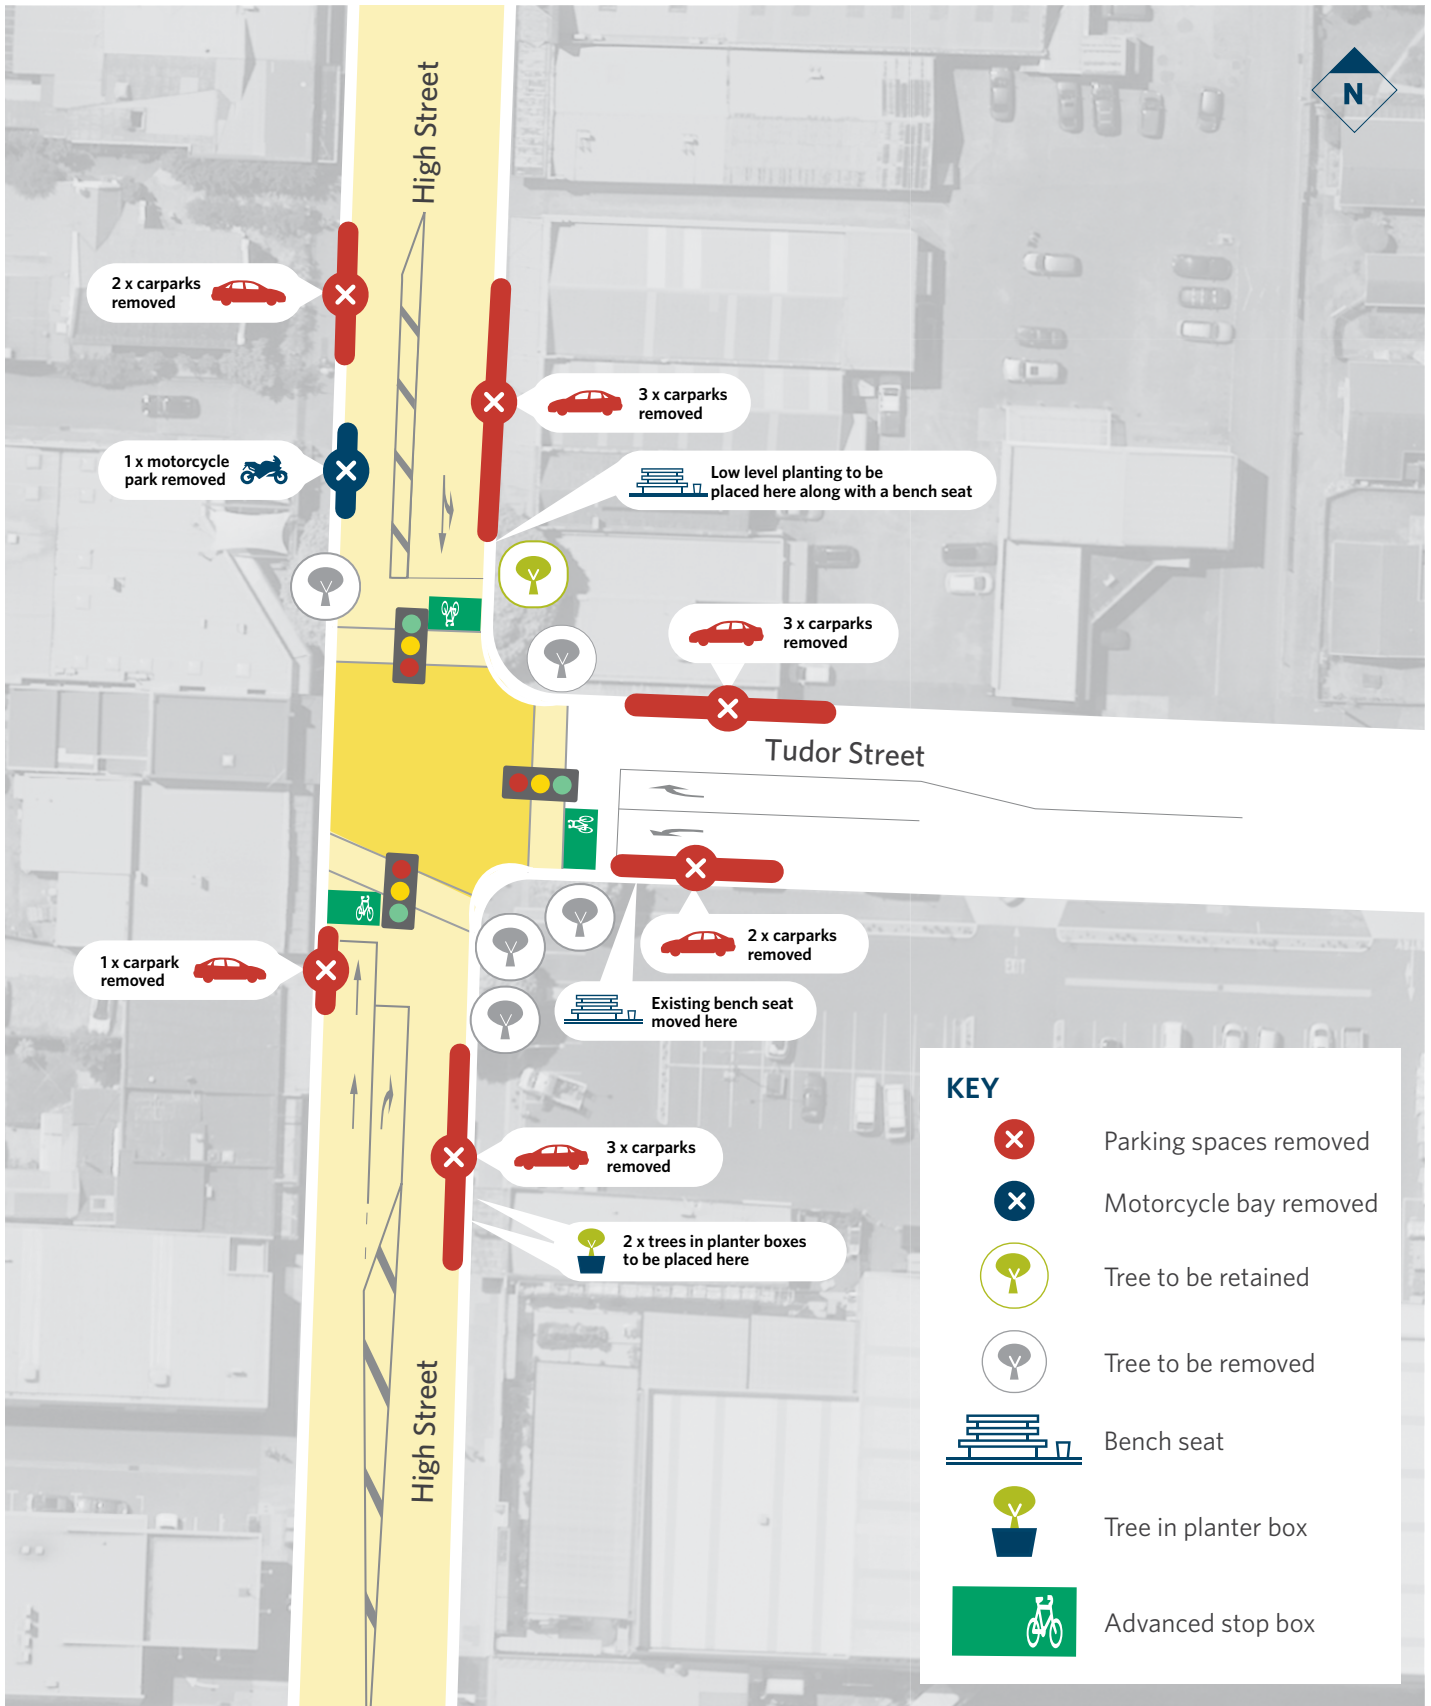 High Street
N
2 x carparks
removed
3 x carparks
removed
1 x motorcycle
park removed
Low level planting to be
placed here along with a bench seat
3 x carparks
removed
Tudor Street
2 x carparks
removed
1 x carpark
removed
EXIT
Existing bench seat
moved here
3 x carparks
removed
2 x trees in planter boxes
to be placed here
High Street
KEY
Parking spaces removed
Motorcycle bay removed
Tree to be retained
Tree to be removed
Bench seat
Tree in planter box
Advanced stop box